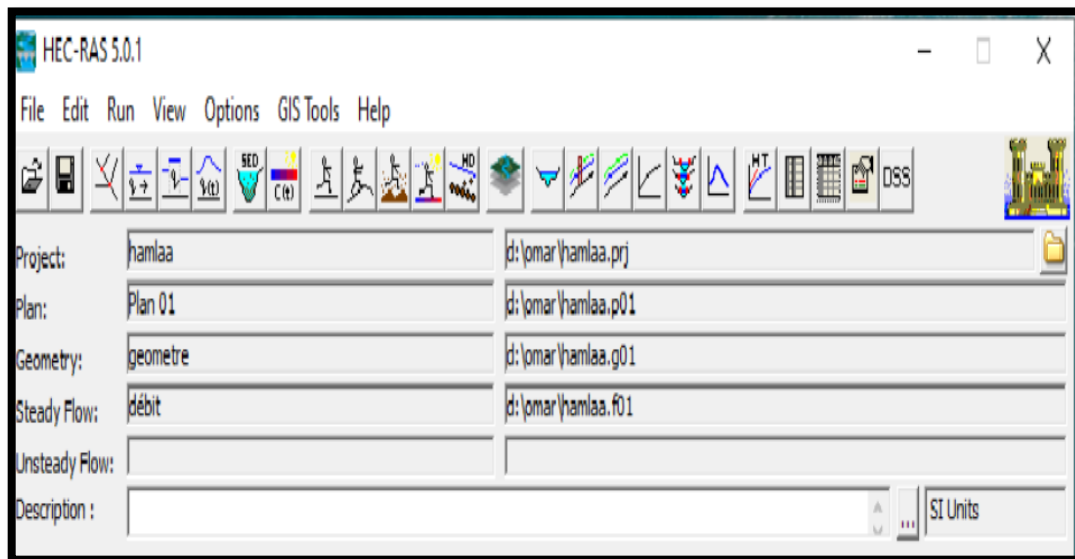 HEC-RAS 5.0.1
File Edit Run View Options GIS Tools Help
SED HD HT DSS
q(t) C(t)
Project: hamlaa d:\omar\hamlaa.prj
Plan: Plan 01 d:\omar\hamlaa.p01
Geometry: geometre d:\omar\hamlaa.g01
Steady Flow: débit d:\omar\hamlaa.f01
Unsteady Flow:
Description : ... SI Units